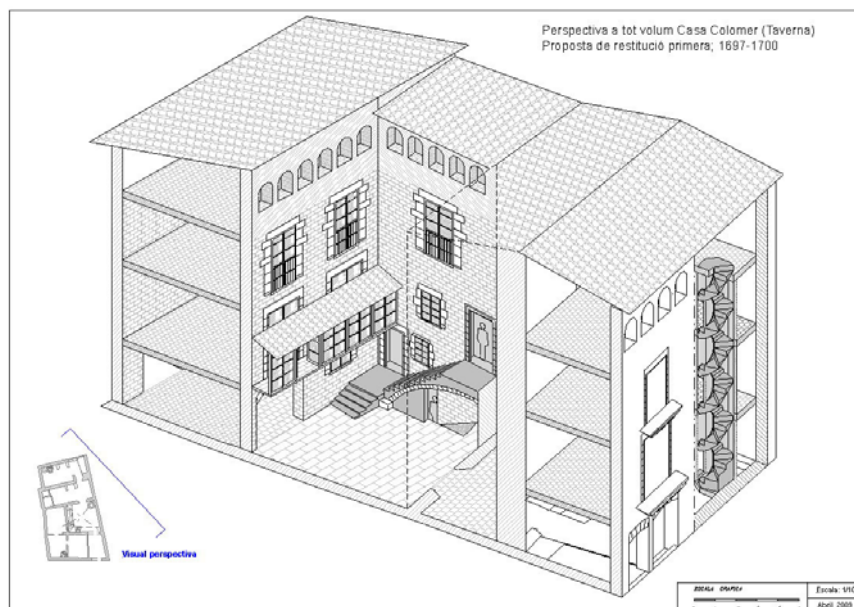 Perspectiva a tot volum Casa Colomer (Taverna)
Proposta de restitució primera; 1697-1700
Visual perspectiva
ESCALA GRAFICA
Escala: 1/10
Abril 2009